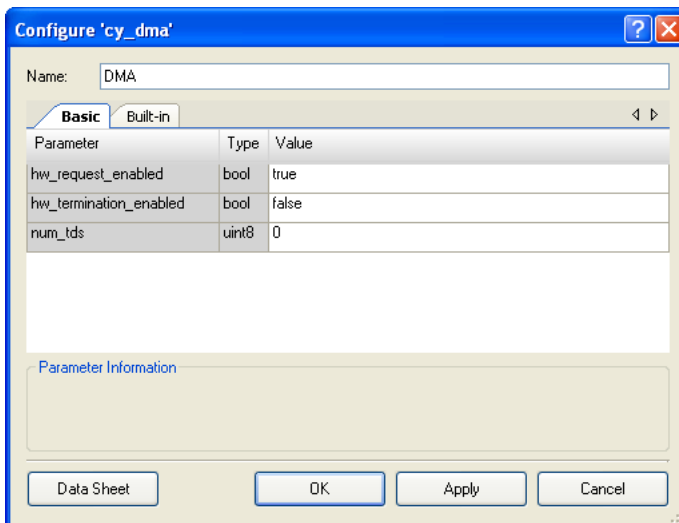 Configure 'cy_dma'
Name: DMA
Basic Built-in
Parameter Type Value
hw_request_enabled bool true
hw_termination_enabled bool false
num_tds uint8 0
Parameter Information
Data Sheet OK Apply Cancel